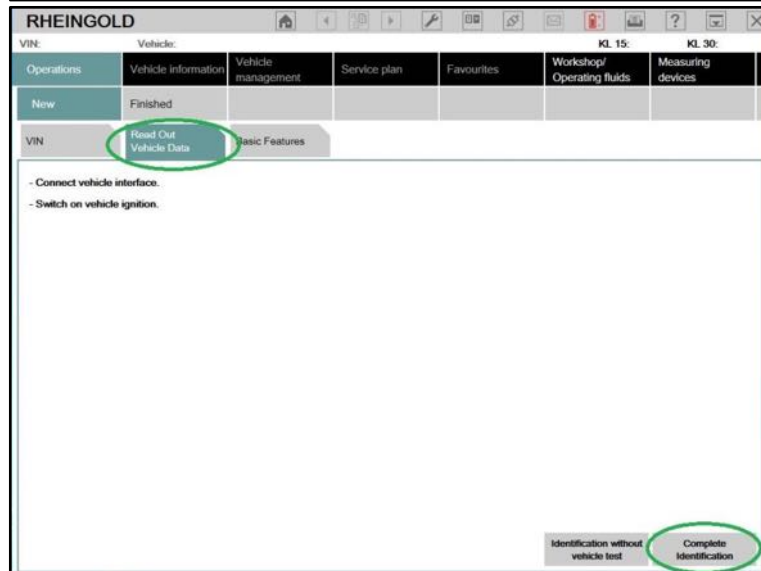 RHEINGOLD
VIN: Vehicle: KL 15: KL 30:
Operations Vehicle information Vehicle management Service plan Favourites Workshop/ Operating fluids Measuring devices
New Finished
VIN Read Out Vehicle Data Basic Features
- Connect vehicle interface.
- Switch on vehicle ignition.
Identification without vehicle test Complete Identification